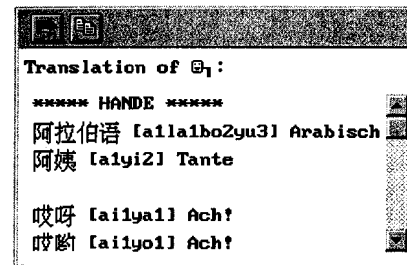 Translation of :
***** HANDE *****
阿拉伯语 [a1la1bo2yu3] Arabisch
阿姨 [a1yi2] Tante
哎呀 [ai1ya1] Ach!
哎哟 [ai1yo1] Ach!